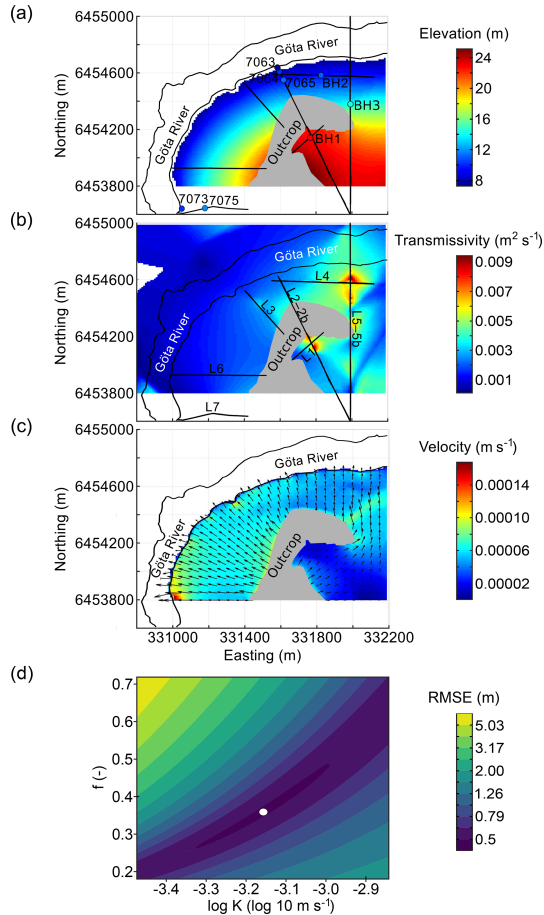 (a)
6455000
Göta River
Elevation (m)
7063
7064
7065
BH2
6454600
24
20
16
12
8
BH3
Northing (m)
Göta River
6454200
Outcrop
BH1
6453800
7073
7075
(b)
6455000
Transmissivity (m² s⁻¹)
Göta River
L4
6454600
0.009
0.007
0.005
0.003
0.001
L3
L2–2b
L5–5b
Northing (m)
6454200
Göta River
Outcrop
L1
L6
6453800
L7
(c)
6455000
Göta River
Velocity (m s⁻¹)
6454600
0.00014
0.00010
0.00006
0.00002
Northing (m)
Göta River
6454200
Outcrop
6453800
331000 331400 331800 332200
Easting (m)
(d)
RMSE (m)
0.7
0.6
0.5
0.4
0.3
0.2
f (-)
5.03
3.17
2.00
1.26
0.79
0.5
-3.4 -3.3 -3.2 -3.1 -3.0 -2.9
log K (log 10 m s⁻¹)